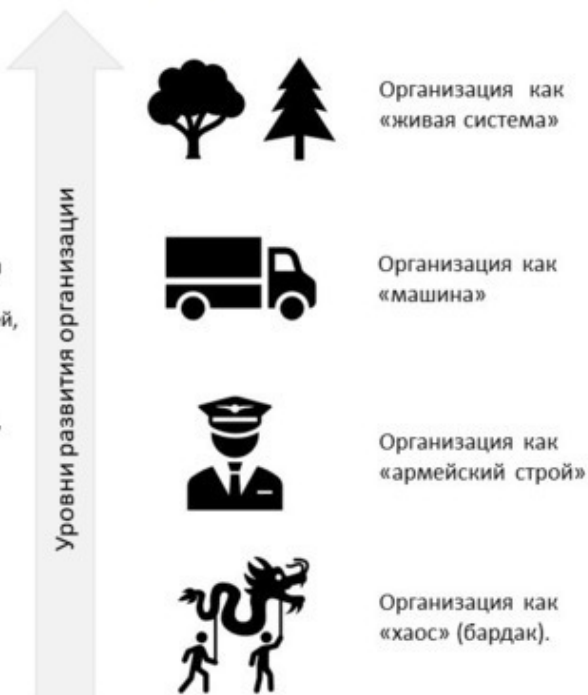 Организация как
«живая система»
Организация как
«машина»
й,
Организация как
«армейский строй»
Организация как
«хаос» (бардак).
Уровни развития организации